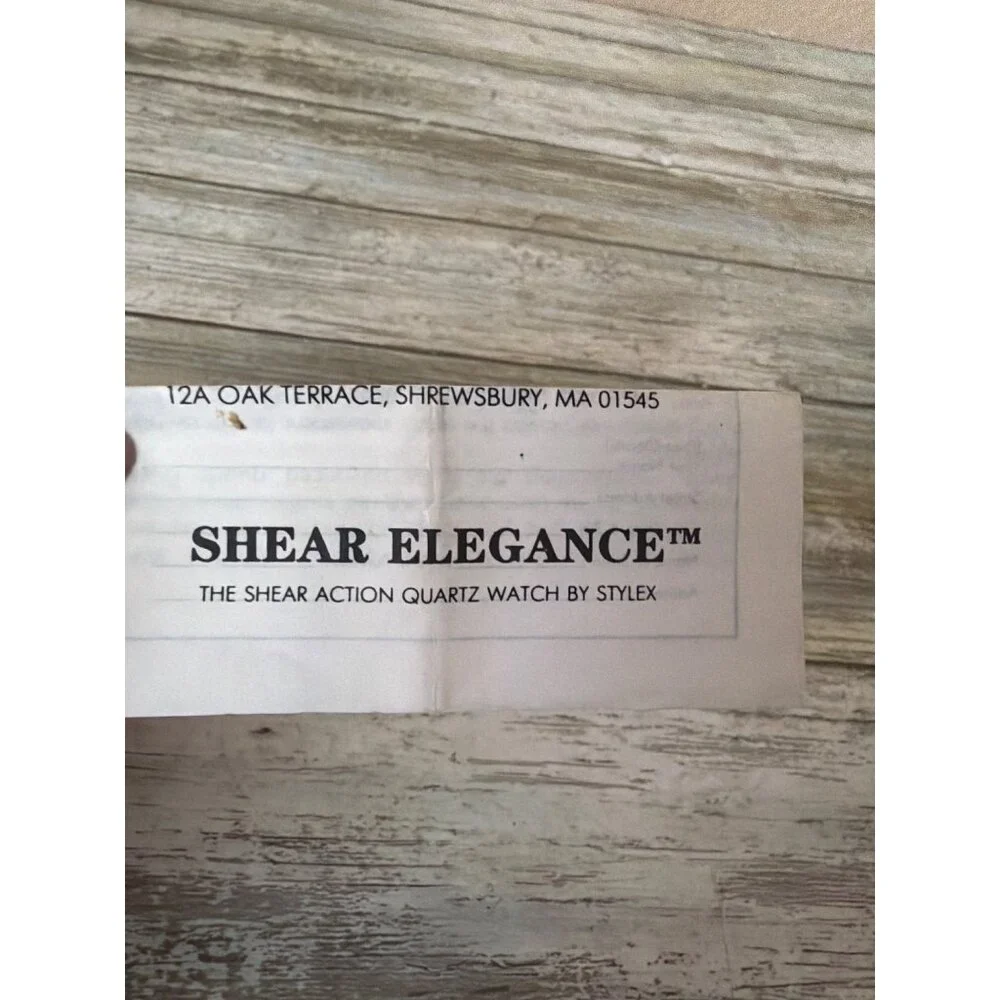 12A OAK TERRACE, SHREWSBURY, MA 01545
SHEAR ELEGANCE™
THE SHEAR ACTION QUARTZ WATCH BY STYLEX